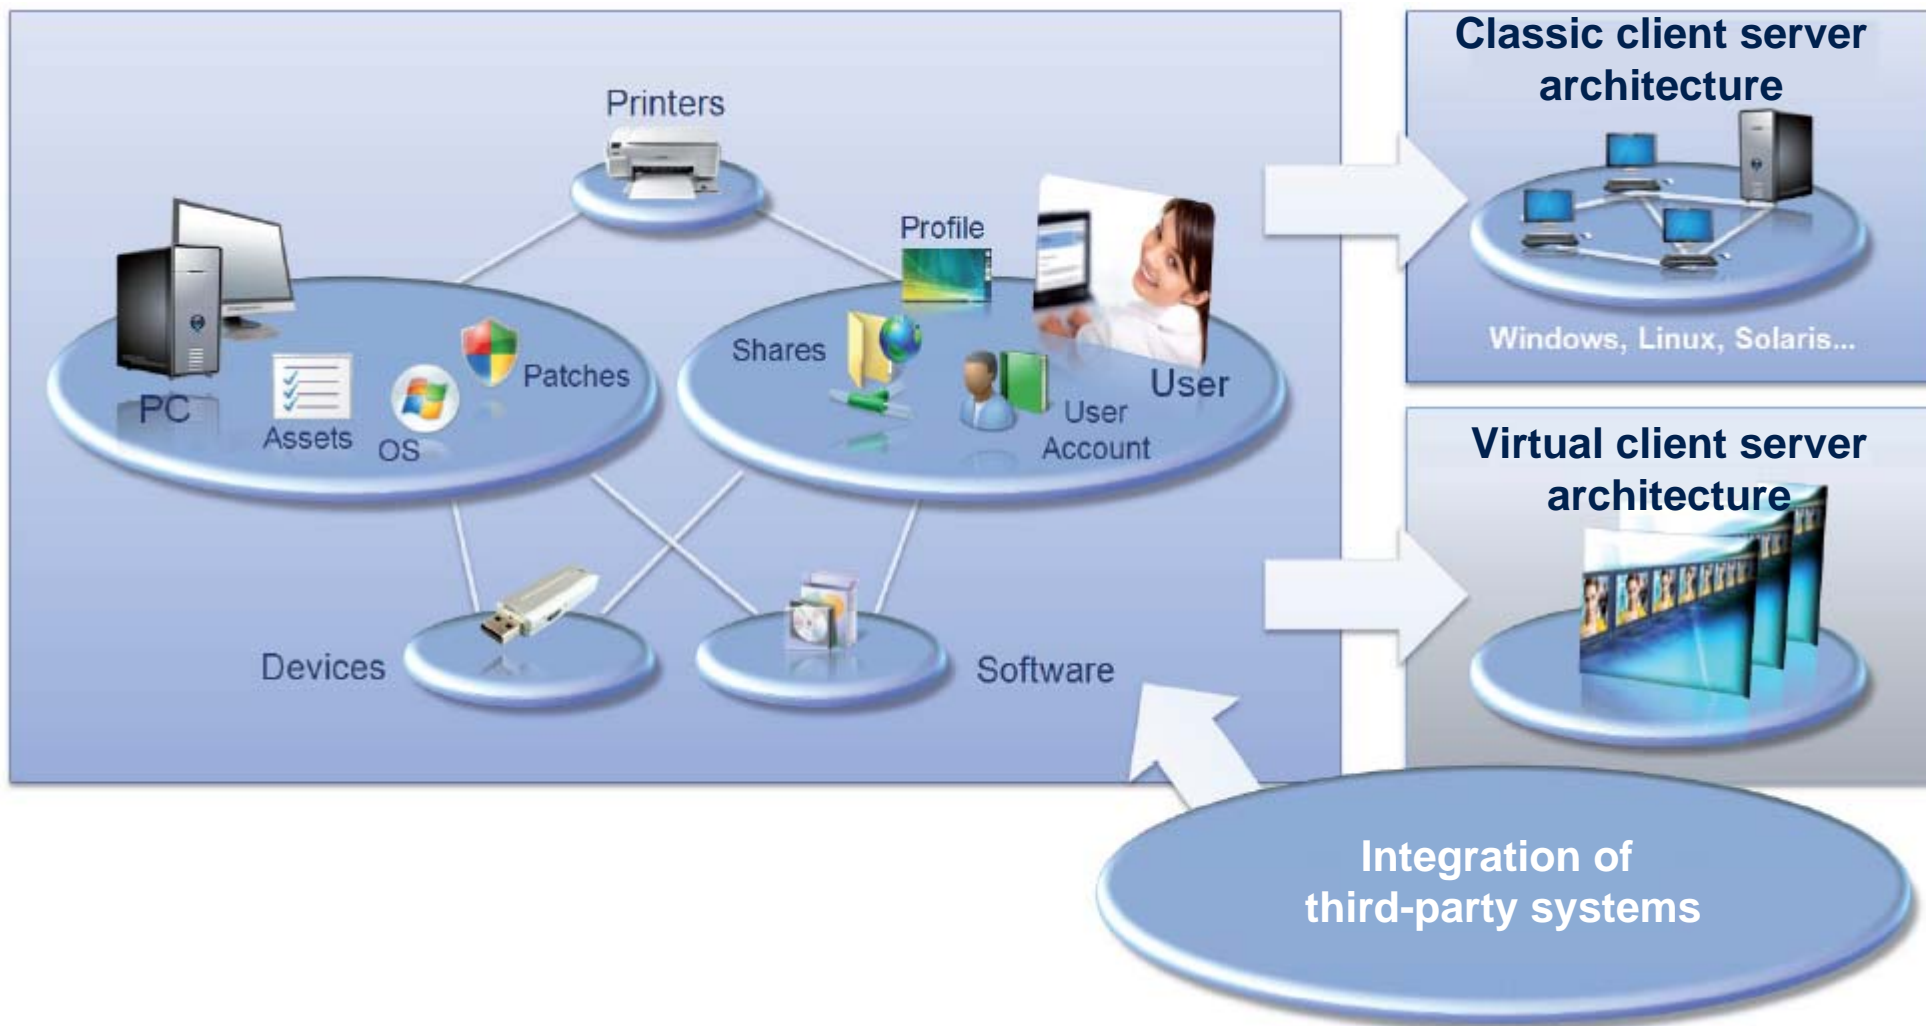 Classic client server
architecture
Printers
Profile
Shares
Patches
User
PC
User
Account
Assets
OS
Windows, Linux, Solaris...
Virtual client server
architecture
Devices
Software
Integration of
third-party systems